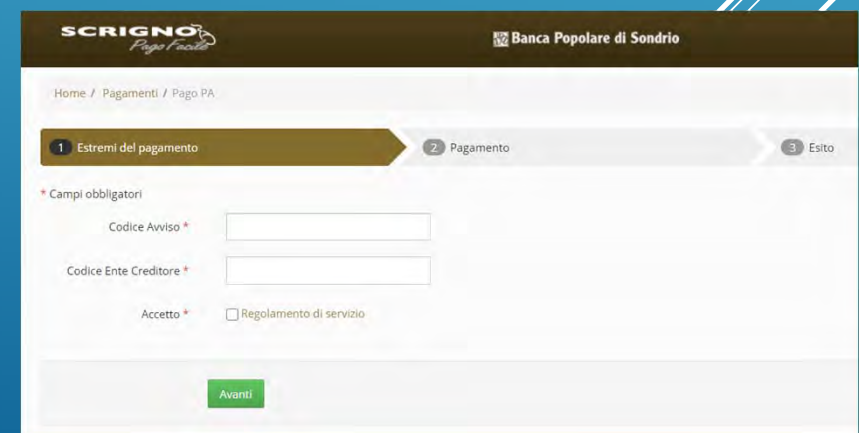 SCRIGNO
Pago Facile
Banca Popolare di Sondrio
Home / Pagamenti / Pago PA
1 Estremi del pagamento
2 Pagamento
3 Esito
* Campi obbligatori
Codice Avviso *
Codice Ente Creditore *
Accetto * Regolamento di servizio
Avanti